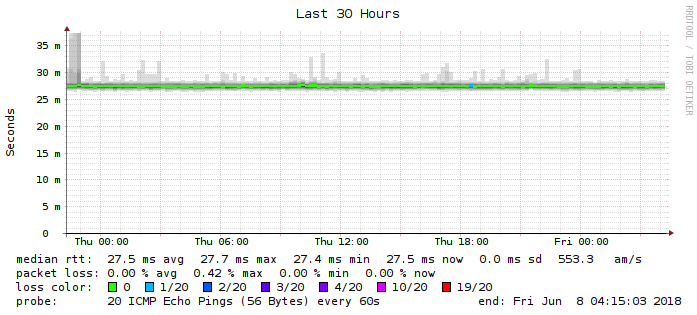 Last 30 Hours
RRDTOOL / TOBI OETIKER
Seconds
35 m
30 m
25 m
20 m
15 m
10 m
5 m
0
Thu 00:00 Thu 06:00 Thu 12:00 Thu 18:00 Fri 00:00
median rtt: 27.5 ms avg 27.7 ms max 27.4 ms min 27.5 ms now 0.0 ms sd 553.3 am/s
packet loss: 0.00 % avg 0.42 % max 0.00 % min 0.00 % now
loss color: 0 1/20 2/20 3/20 4/20 10/20 19/20
probe: 20 ICMP Echo Pings (56 Bytes) every 60s end: Fri Jun 8 04:15:03 2018